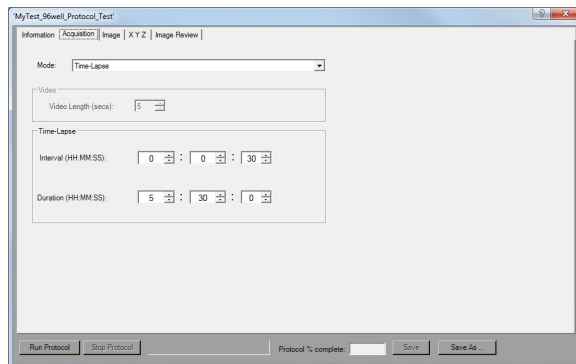 'MyTest_96well_Protocol_Test'
Information Acquisition Image X Y Z Image Review
Mode: Time-Lapse
Video
Video Length (secs): 5
Time-Lapse
Interval (HH:MM:SS): 0 : 0 : 30
Duration (HH:MM:SS): 5 : 30 : 0
Run Protocol Stop Protocol Protocol % complete: Save Save As ...